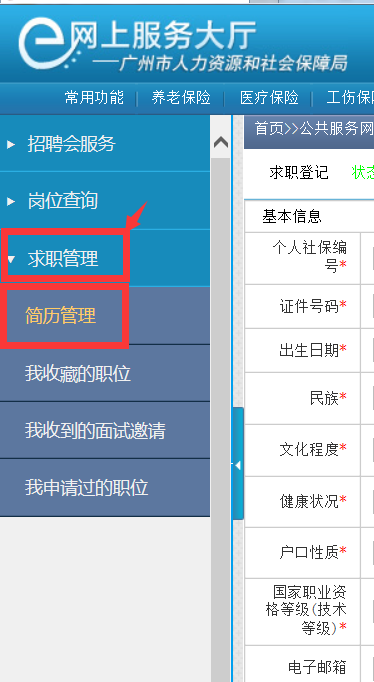 网上服务大厅
——广州市人力资源和社会保障局
常用功能 | 养老保险 | 医疗保险 | 工伤保
招聘会服务
岗位查询
求职管理
简历管理
我收藏的职位
我收到的面试邀请
我申请过的职位
首页>>公共服务网
求职登记 状态
基本信息
个人社保编
号*
证件号码*
出生日期*
民族*
文化程度*
健康状况*
户口性质*
国家职业资
格等级(技术
等级)*
电子邮箱